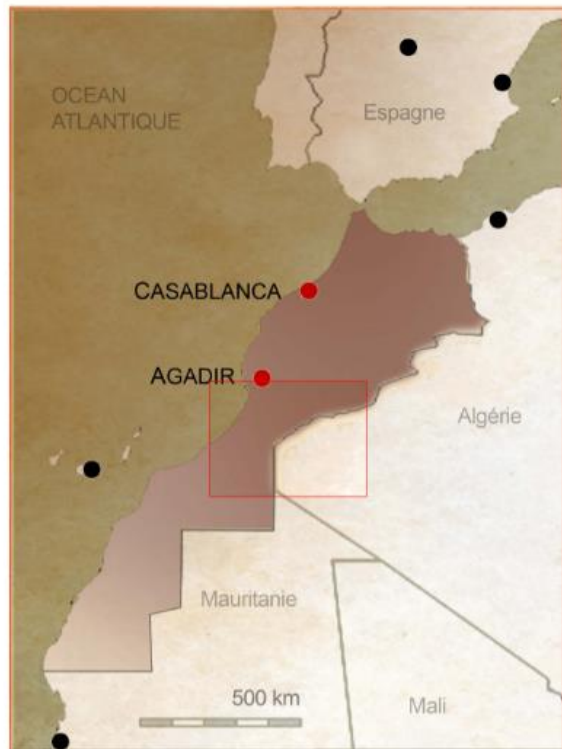 OCEAN
ATLANTIQUE
Espagne
CASABLANCA
AGADIR
Algérie
Mauritanie
500 km
Mali